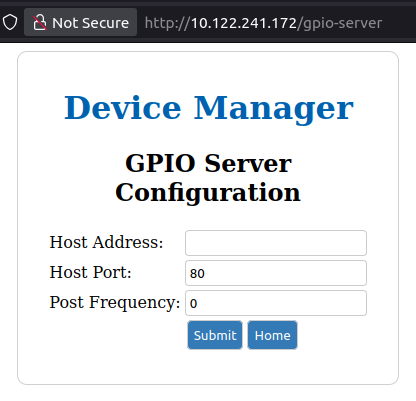 Not Secure http://10.122.241.172/gpio-server
Device Manager
GPIO Server
Configuration
Host Address:
Host Port: 80
Post Frequency: 0
Submit Home